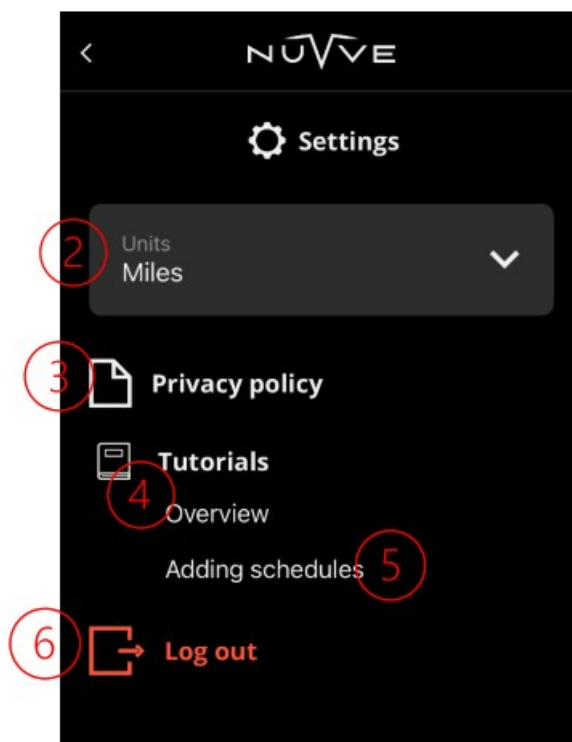 NUVVE
Settings
2
Units
Miles
3
Privacy policy
Tutorials
4
Overview
Adding schedules 5
6
Log out